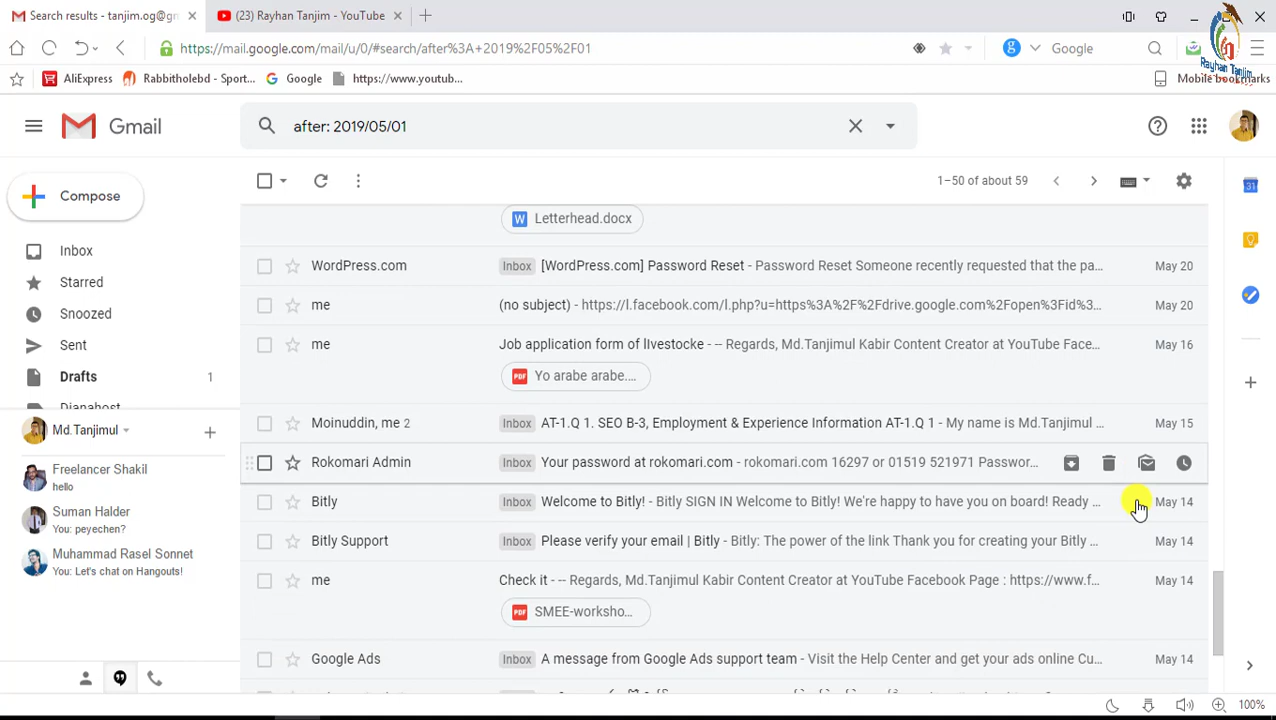 Search results - tanjim.og@gm
(23) Rayhan Tanjim - YouTube
https://mail.google.com/mail/u/0/#search/after%3A+2019%2F05%2F01
Google
AliExpress
Rabbitholebd - Sport...
Google
https://www.youtub...
Rayhan Tanjim
Mobile bookmarks
Gmail
after: 2019/05/01
Compose
1–50 of about 59
Inbox
Starred
Snoozed
Sent
Drafts 1
Dianahost
Md.Tanjimul
Freelancer Shakil
hello
Suman Halder
You: peyechen?
Muhammad Rasel Sonnet
You: Let's chat on Hangouts!
Letterhead.docx
WordPress.com Inbox [WordPress.com] Password Reset - Password Reset Someone recently requested that the pa... May 20
me (no subject) - https://l.facebook.com/l.php?u=https%3A%2F%2Fdrive.google.com%2Fopen%3Fid%3... May 20
me Job application form of livestocke - -- Regards, Md.Tanjimul Kabir Content Creator at YouTube Face... May 16
Yo arabe arabe....
Moinuddin, me 2 Inbox AT-1.Q 1. SEO B-3, Employment & Experience Information AT-1.Q 1 - My name is Md.Tanjimul ... May 15
Rokomari Admin Inbox Your password at rokomari.com - rokomari.com 16297 or 01519 521971 Passwor...
Bitly Inbox Welcome to Bitly! - Bitly SIGN IN Welcome to Bitly! We're happy to have you on board! Ready ... May 14
Bitly Support Inbox Please verify your email | Bitly - Bitly: The power of the link Thank you for creating your Bitly ... May 14
me Check it - -- Regards, Md.Tanjimul Kabir Content Creator at YouTube Facebook Page : https://www.f... May 14
SMEE-worksho...
Google Ads Inbox A message from Google Ads support team - Visit the Help Center and get your ads online Cu... May 14
100%